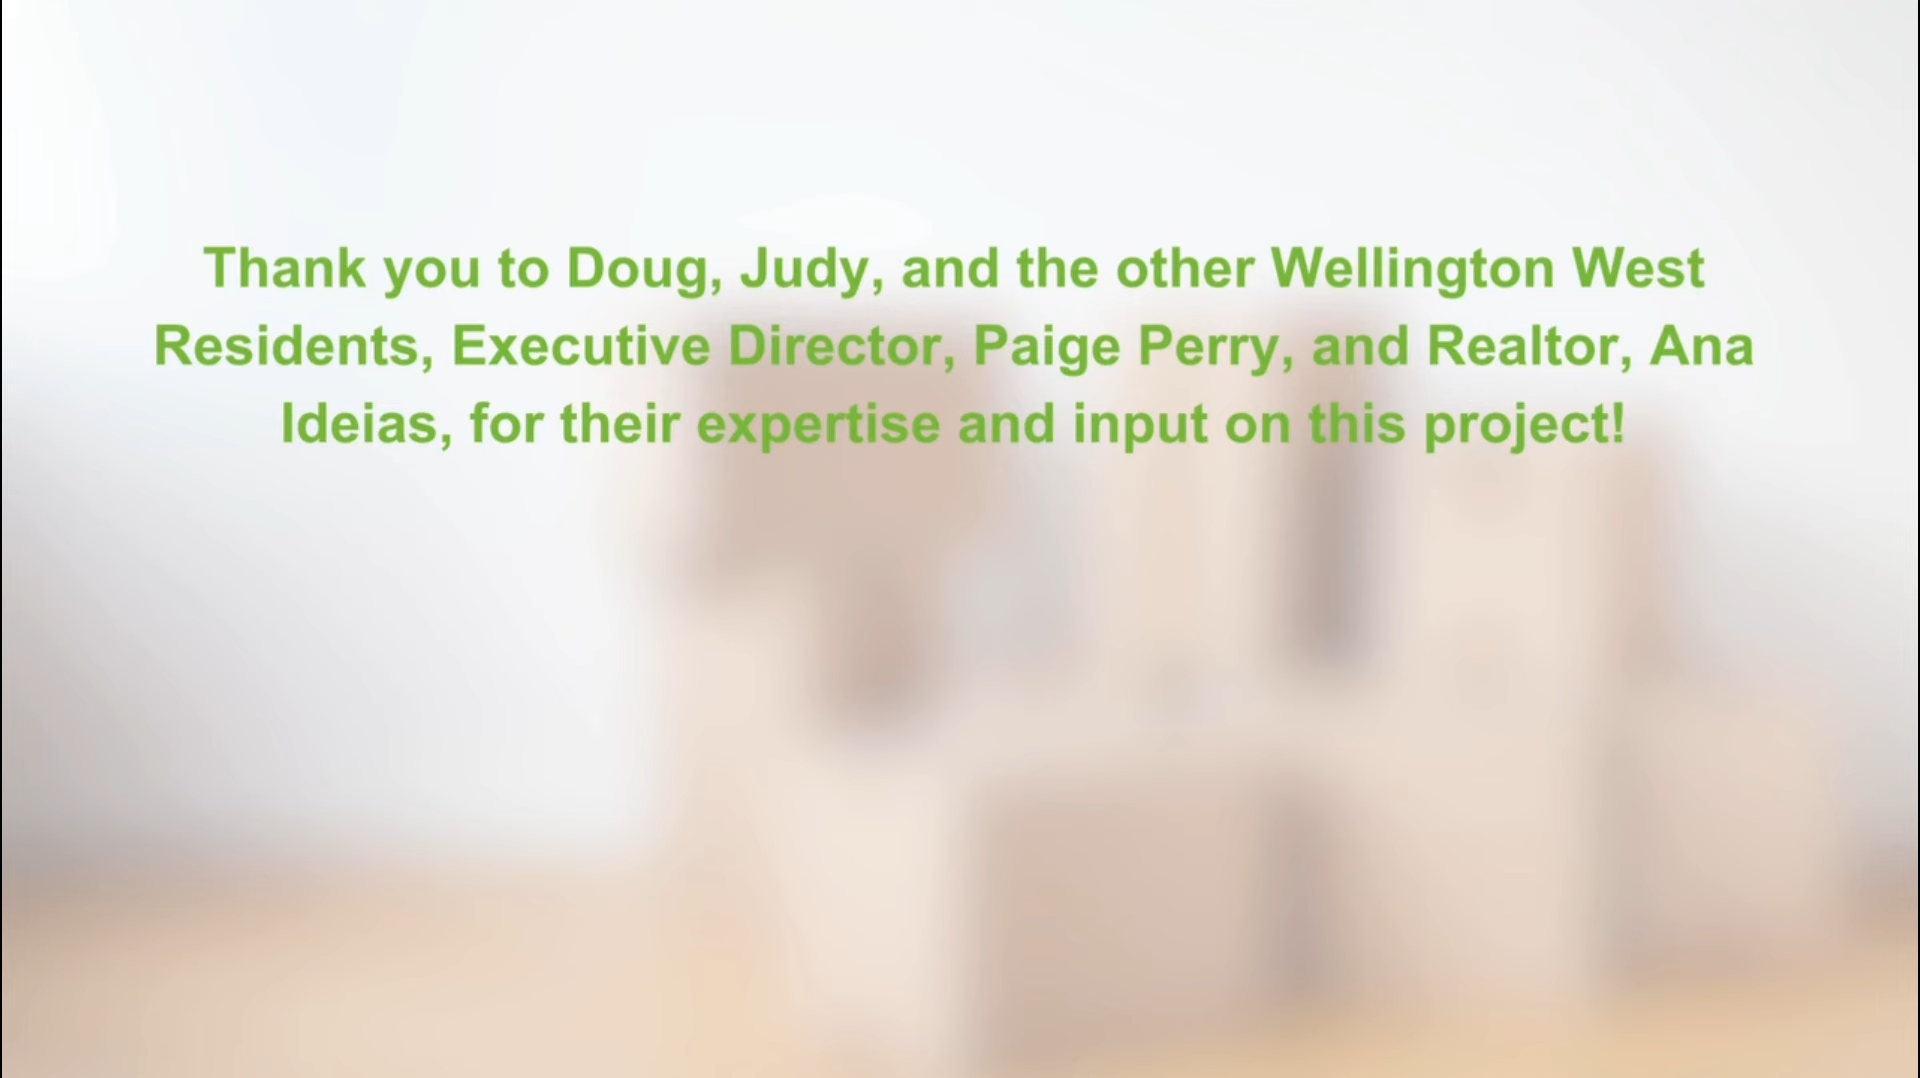 Thank you to Doug, Judy, and the other Wellington West
Residents, Executive Director, Paige Perry, and Realtor, Ana
Ideias, for their expertise and input on this project!